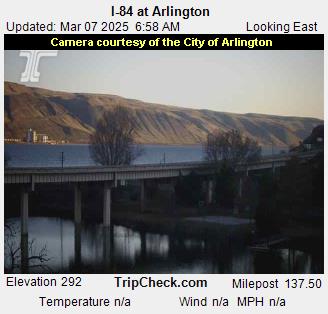 I-84 at Arlington
Updated: Mar 07 2025 6:58 AM Looking East
Camera courtesy of the City of Arlington
Elevation 292 TripCheck.com Milepost 137.50
Temperature n/a Wind n/a MPH n/a